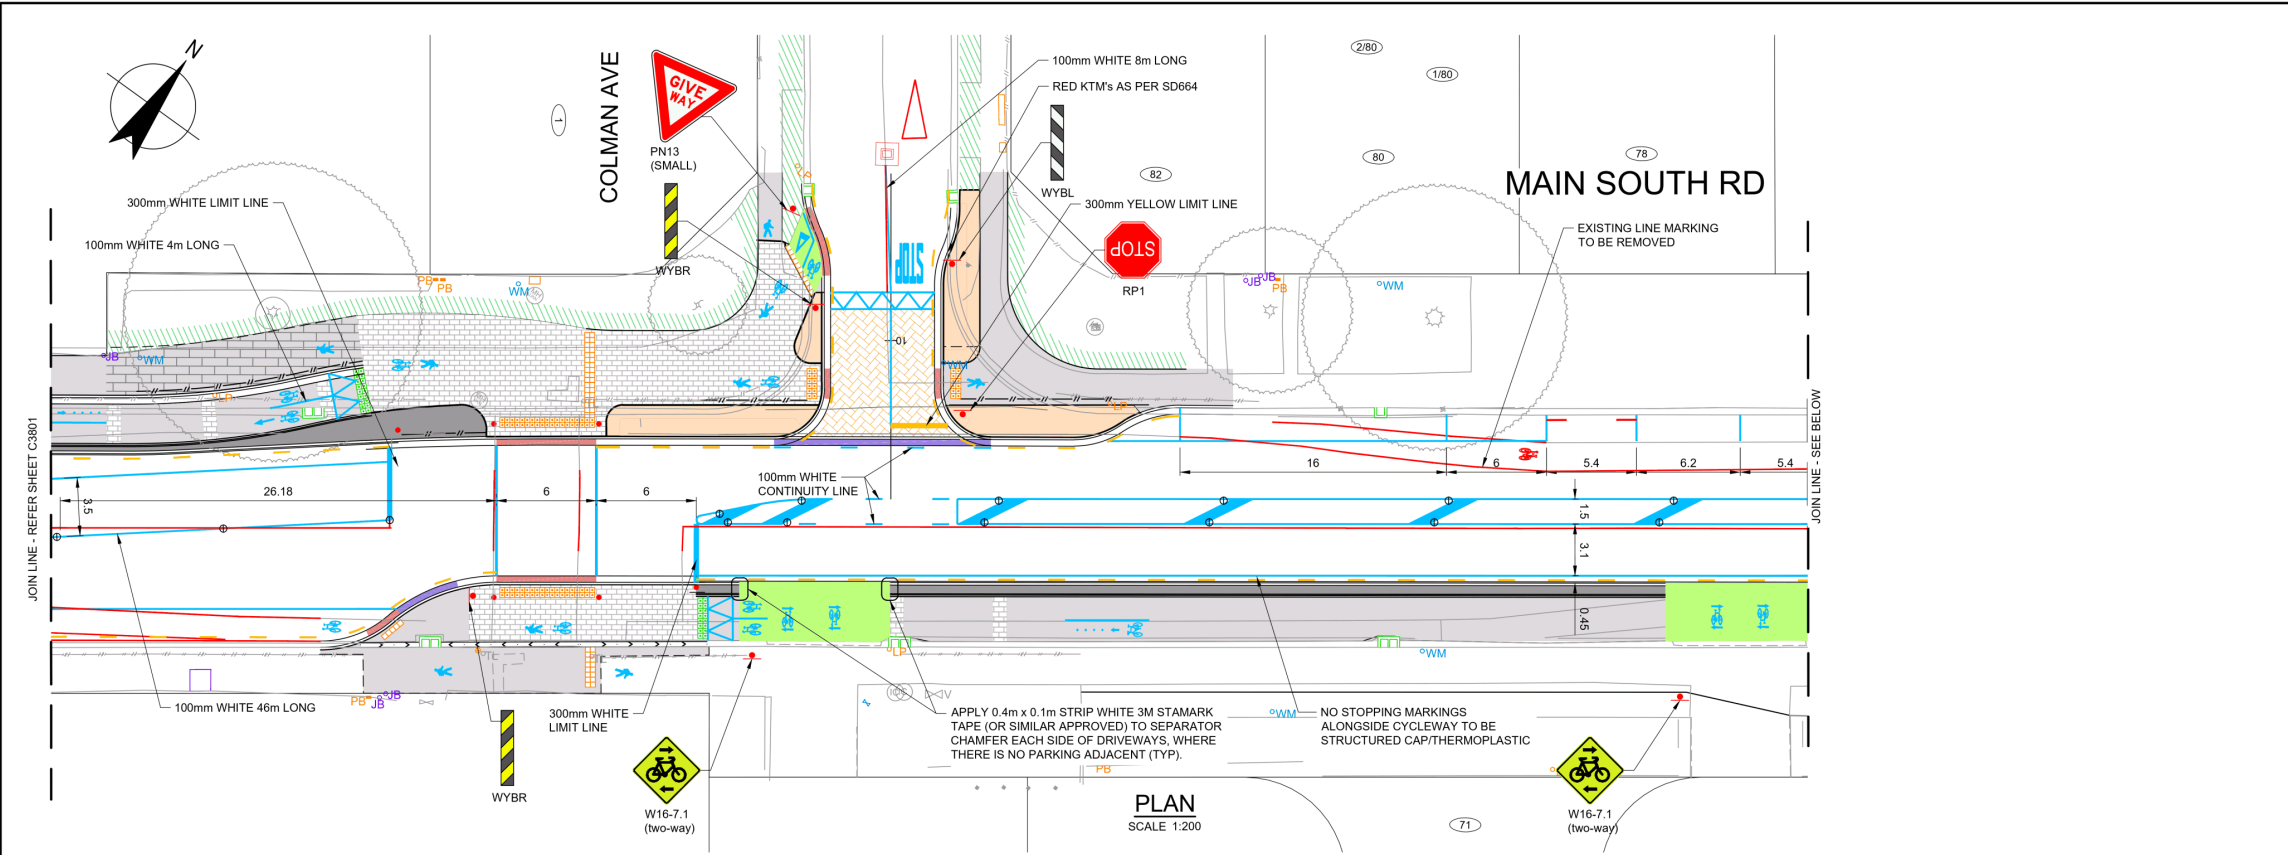 N
COLMAN AVE
GIVE
WAY
PN13
(SMALL)
WYBR
1
100mm WHITE 8m LONG
RED KTM's AS PER SD664
WYBL
82
300mm YELLOW LIMIT LINE
STOP
RP1
STOP
2/80
1/80
80
78
MAIN SOUTH RD
EXISTING LINE MARKING
TO BE REMOVED
300mm WHITE LIMIT LINE
100mm WHITE 4m LONG
PB
PB
WM
JB
WM
LP
LP
10
WM
LP
JB
JB
PB
WM
JOIN LINE - REFER SHEET C3801
JOIN LINE - SEE BELOW
3.5
26.18
6
6
100mm WHITE
CONTINUITY LINE
16
6
5.4
6.2
5.4
1.5
3.1
0.45
100mm WHITE 46m LONG
PB
JB
JB
WYBR
300mm WHITE
LIMIT LINE
W16-7.1
(two-way)
LP
V
WM
APPLY 0.4m x 0.1m STRIP WHITE 3M STAMARK
TAPE (OR SIMILAR APPROVED) TO SEPARATOR
CHAMFER EACH SIDE OF DRIVEWAYS, WHERE
THERE IS NO PARKING ADJACENT (TYP).
PB
WM
NO STOPPING MARKINGS
ALONGSIDE CYCLEWAY TO BE
STRUCTURED CAP/THERMOPLASTIC
W16-7.1
(two-way)
PLAN
SCALE 1:200
71